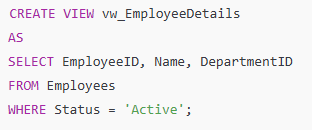 CREATE VIEW vw_EmployeeDetails
AS
SELECT EmployeeID, Name, DepartmentID
FROM Employees
WHERE Status = 'Active';